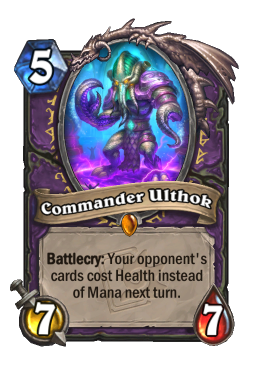 5
Commander Ulthok
Battlecry: Your opponent's
cards cost Health instead
of Mana next turn.
7 7